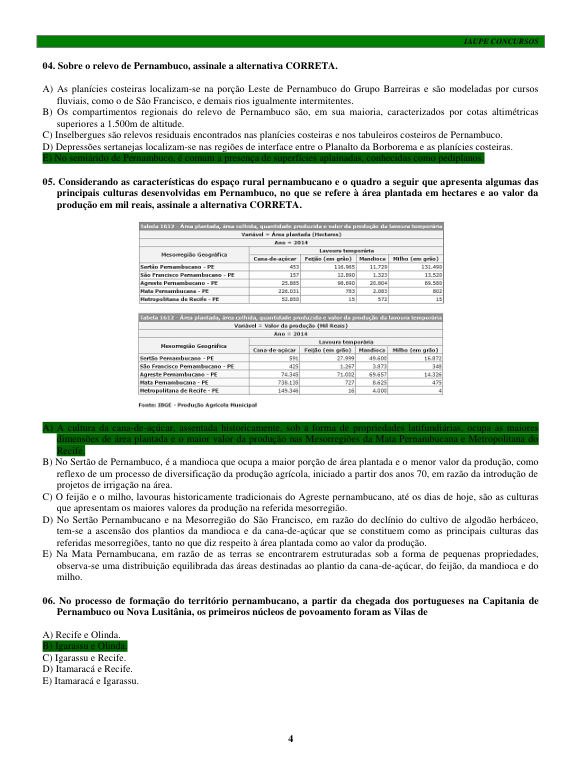 IAUPE CONCURSOS
04. Sobre o relevo de Pernambuco, assinale a alternativa CORRETA.
A) As planícies costeiras localizam-se na porção Leste de Pernambuco do Grupo Barreiras e são modeladas por cursos
fluviais, como o de São Francisco, e demais rios igualmente intermitentes.
B) Os compartimentos regionais do relevo de Pernambuco são, em sua maioria, caracterizados por cotas altimétricas
superiores a 1.500m de altitude.
C) Inselbergues são relevos residuais encontrados nas planícies costeiras e nos tabuleiros costeiros de Pernambuco.
D) Depressões sertanejas localizam-se nas regiões de interface entre o Planalto da Borborema e as planícies costeiras.
E) No semiárido de Pernambuco, é comum a presença de superfícies aplainadas, conhecidas como pediplanos.
05. Considerando as características do espaço rural pernambucano e o quadro a seguir que apresenta algumas das
principais culturas desenvolvidas em Pernambuco, no que se refere à área plantada em hectares e ao valor da
produção em mil reais, assinale a alternativa CORRETA.
Tabela 1612 - Área plantada, área colhida, quantidade produzida e valor da produção da lavoura temporária
Variável = Área plantada (Hectares)
Ano = 2014
Mesorregião Geográfica Lavoura temporária
Cana-de-açúcar Feijão (em grão) Mandioca Milho (em grão)
Sertão Pernambucano - PE 453 116.965 11.729 131.490
São Francisco Pernambucano - PE 157 12.890 1.323 13.520
Agreste Pernambucano - PE 25.885 98.690 20.804 69.580
Mata Pernambucana - PE 226.031 783 2.083 802
Metropolitana de Recife - PE 52.850 15 572 15
Tabela 1612 - Área plantada, área colhida, quantidade produzida e valor da produção da lavoura temporária
Variável = Valor da produção (Mil Reais)
Ano = 2014
Mesorregião Geográfica Lavoura temporária
Cana-de-açúcar Feijão (em grão) Mandioca Milho (em grão)
Sertão Pernambucano - PE 591 27.999 49.600 16.872
São Francisco Pernambucano - PE 425 1.267 3.873 348
Agreste Pernambucano - PE 74.345 71.032 69.657 14.326
Mata Pernambucana - PE 738.135 727 8.625 475
Metropolitana de Recife - PE 149.346 16 4.000 4
Fonte: IBGE - Produção Agrícola Municipal
A) A cultura da cana-de-açúcar, assentada historicamente, sob a forma de propriedades latifundiárias, ocupa as maiores
dimensões de área plantada e o maior valor da produção nas Mesorregiões da Mata Pernambucana e Metropolitana do
Recife.
B) No Sertão de Pernambuco, é a mandioca que ocupa a maior porção de área plantada e o menor valor da produção, como
reflexo de um processo de diversificação da produção agrícola, iniciado a partir dos anos 70, em razão da introdução de
projetos de irrigação na área.
C) O feijão e o milho, lavouras historicamente tradicionais do Agreste pernambucano, até os dias de hoje, são as culturas
que apresentam os maiores valores da produção na referida mesorregião.
D) No Sertão Pernambucano e na Mesorregião do São Francisco, em razão do declínio do cultivo de algodão herbáceo,
tem-se a ascensão dos plantios da mandioca e da cana-de-açúcar que se constituem como as principais culturas das
referidas mesorregiões, tanto no que diz respeito à área plantada como ao valor da produção.
E) Na Mata Pernambucana, em razão de as terras se encontrarem estruturadas sob a forma de pequenas propriedades,
observa-se uma distribuição equilibrada das áreas destinadas ao plantio da cana-de-açúcar, do feijão, da mandioca e do
milho.
06. No processo de formação do território pernambucano, a partir da chegada dos portugueses na Capitania de
Pernambuco ou Nova Lusitânia, os primeiros núcleos de povoamento foram as Vilas de
A) Recife e Olinda.
B) Igarassu e Olinda.
C) Igarassu e Recife.
D) Itamaracá e Recife.
E) Itamaracá e Igarassu.
4